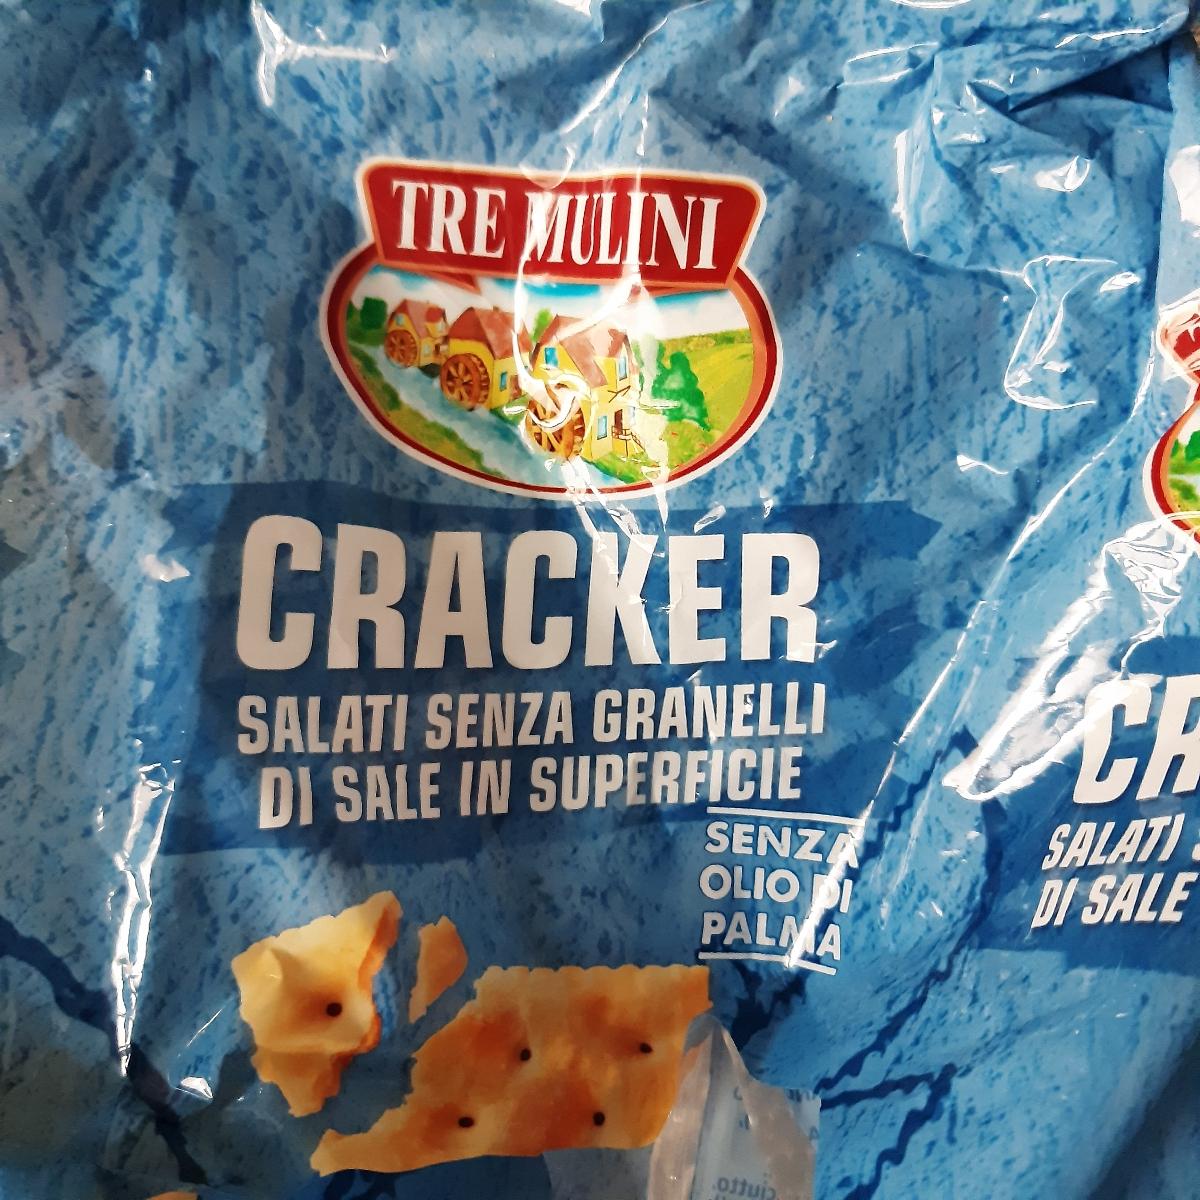 TRE MULINI
CRACKER
SALATI SENZA GRANELLI
DI SALE IN SUPERFICIE
SENZA
OLIO DI
PALMA
CR
SALATI
DI SALE